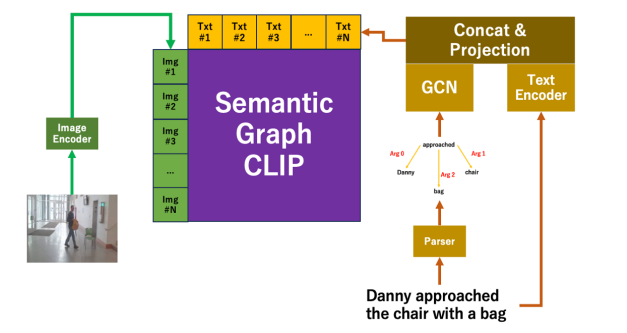 Txt
#1
Txt
#2
Txt
#3
...
Txt
#N
Img
#1
Img
#2
Img
#3
...
Img
#N
Semantic
Graph
CLIP
Image
Encoder
Concat &
Projection
GCN
Text
Encoder
approached
Arg 0
Arg 1
Danny
Arg 2
chair
bag
Parser
Danny approached
the chair with a bag